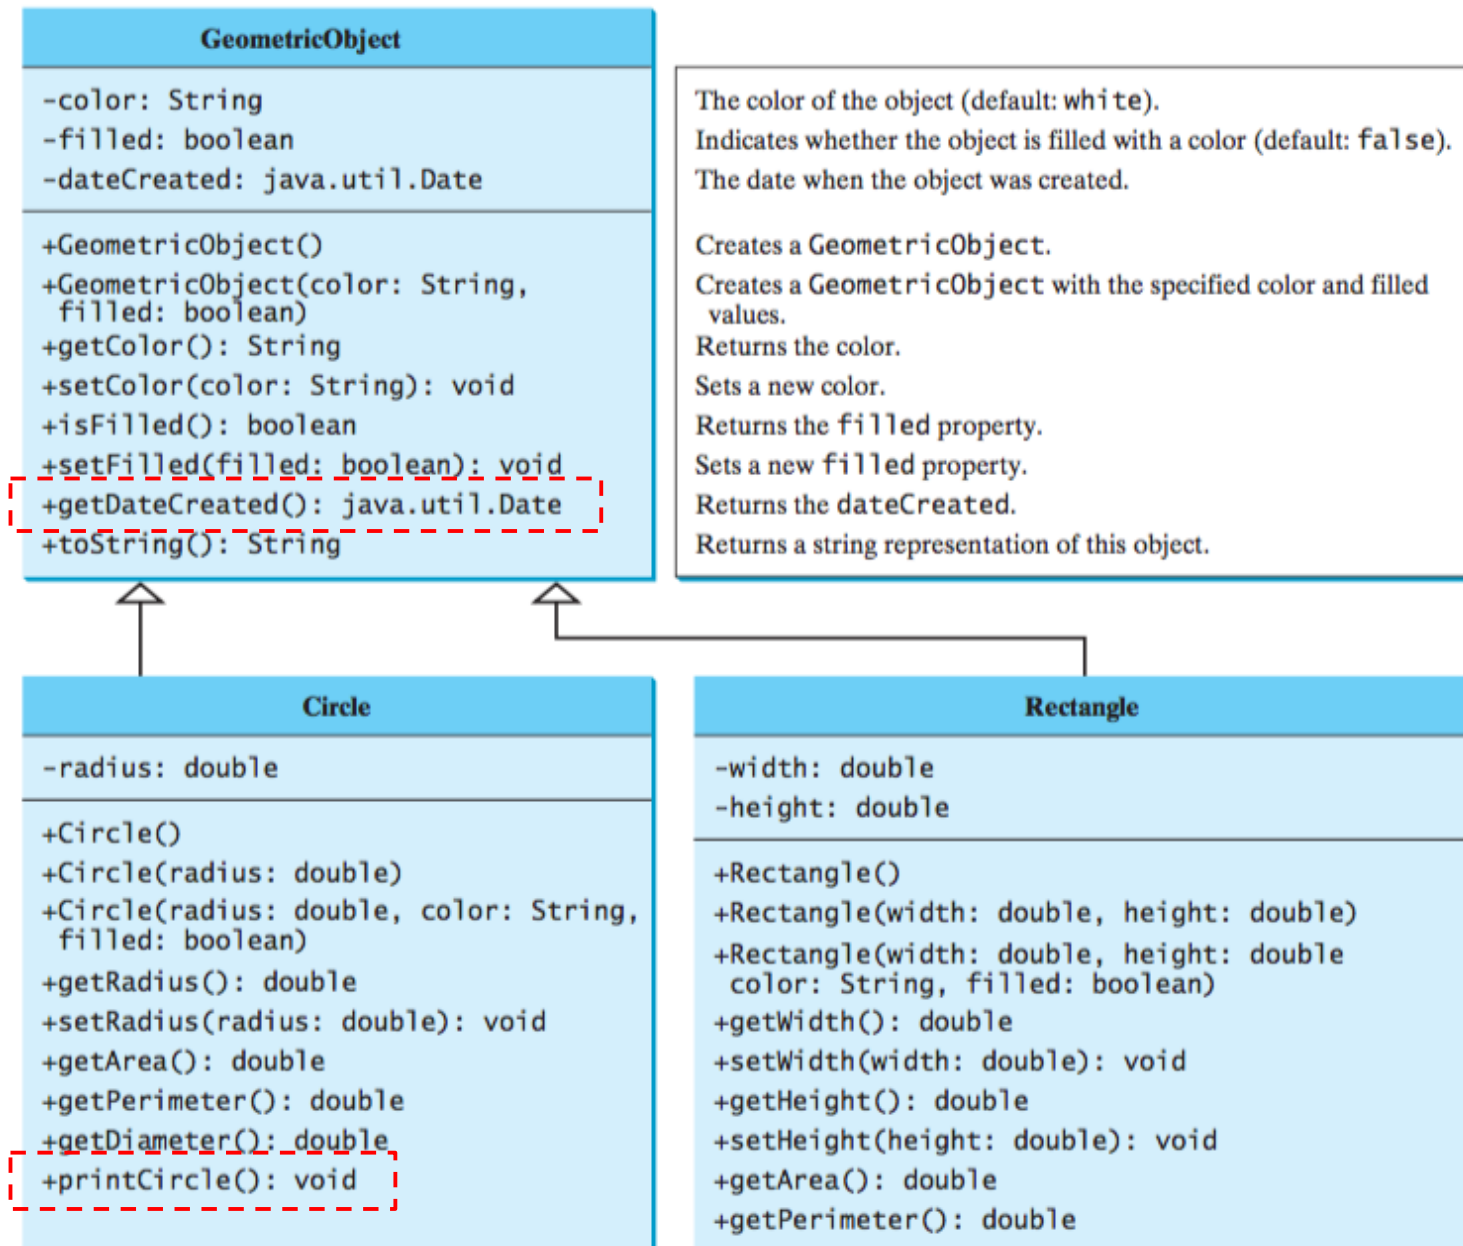 GeometricObject
-color: String
-filled: boolean
-dateCreated: java.util.Date
+GeometricObject()
+GeometricObject(color: String,
filled: boolean)
+getColor(): String
+setColor(color: String): void
+isFilled(): boolean
+setFilled(filled: boolean): void
+getDateCreated(): java.util.Date
+toString(): String
The color of the object (default: white).
Indicates whether the object is filled with a color (default: false).
The date when the object was created.
Creates a GeometricObject.
Creates a GeometricObject with the specified color and filled
values.
Returns the color.
Sets a new color.
Returns the filled property.
Sets a new filled property.
Returns the dateCreated.
Returns a string representation of this object.
Circle
-radius: double
+Circle()
+Circle(radius: double)
+Circle(radius: double, color: String,
filled: boolean)
+getRadius(): double
+setRadius(radius: double): void
+getArea(): double
+getPerimeter(): double
+getDiameter(): double
+printCircle(): void
Rectangle
-width: double
-height: double
+Rectangle()
+Rectangle(width: double, height: double)
+Rectangle(width: double, height: double
color: String, filled: boolean)
+getWidth(): double
+setWidth(width: double): void
+getHeight(): double
+setHeight(height: double): void
+getArea(): double
+getPerimeter(): double